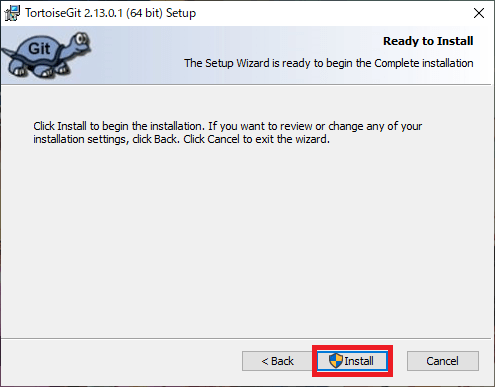 TortoiseGit 2.13.0.1 (64 bit) Setup
Git
Ready to Install
The Setup Wizard is ready to begin the Complete installation
Click Install to begin the installation. If you want to review or change any of your
installation settings, click Back. Click Cancel to exit the wizard.
< Back
Install
Cancel